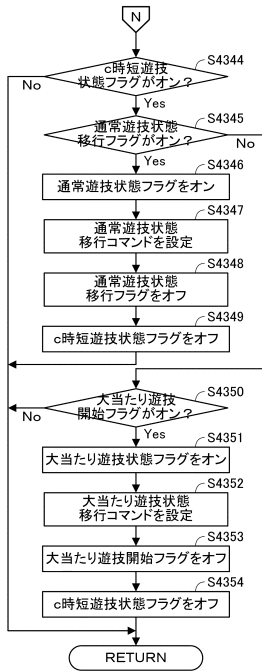 N
S4344
c時短遊技
状態フラグがオン？
No
Yes
S4345
通常遊技状態
移行フラグがオン？
No
Yes
S4346
通常遊技状態フラグをオン
S4347
通常遊技状態
移行コマンドを設定
S4348
通常遊技状態
移行フラグをオフ
S4349
c時短遊技状態フラグをオフ
S4350
大当たり遊技
開始フラグがオン？
No
Yes
S4351
大当たり遊技状態フラグをオン
S4352
大当たり遊技状態
移行コマンドを設定
S4353
大当たり遊技開始フラグをオフ
S4354
c時短遊技状態フラグをオフ
RETURN